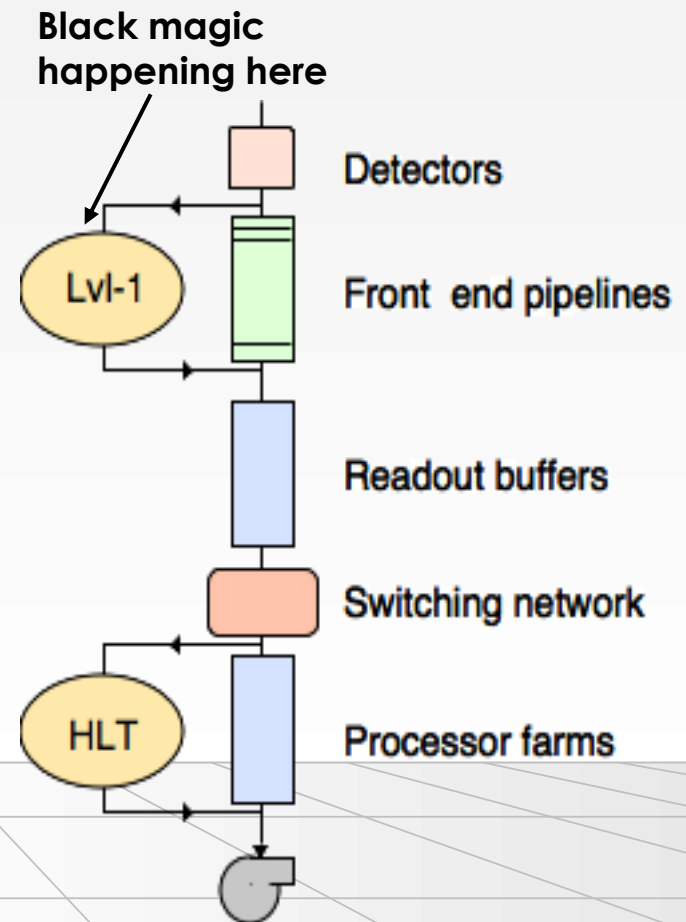 Black magic
happening here
Detectors
Lvl-1
Front end pipelines
Readout buffers
Switching network
HLT
Processor farms